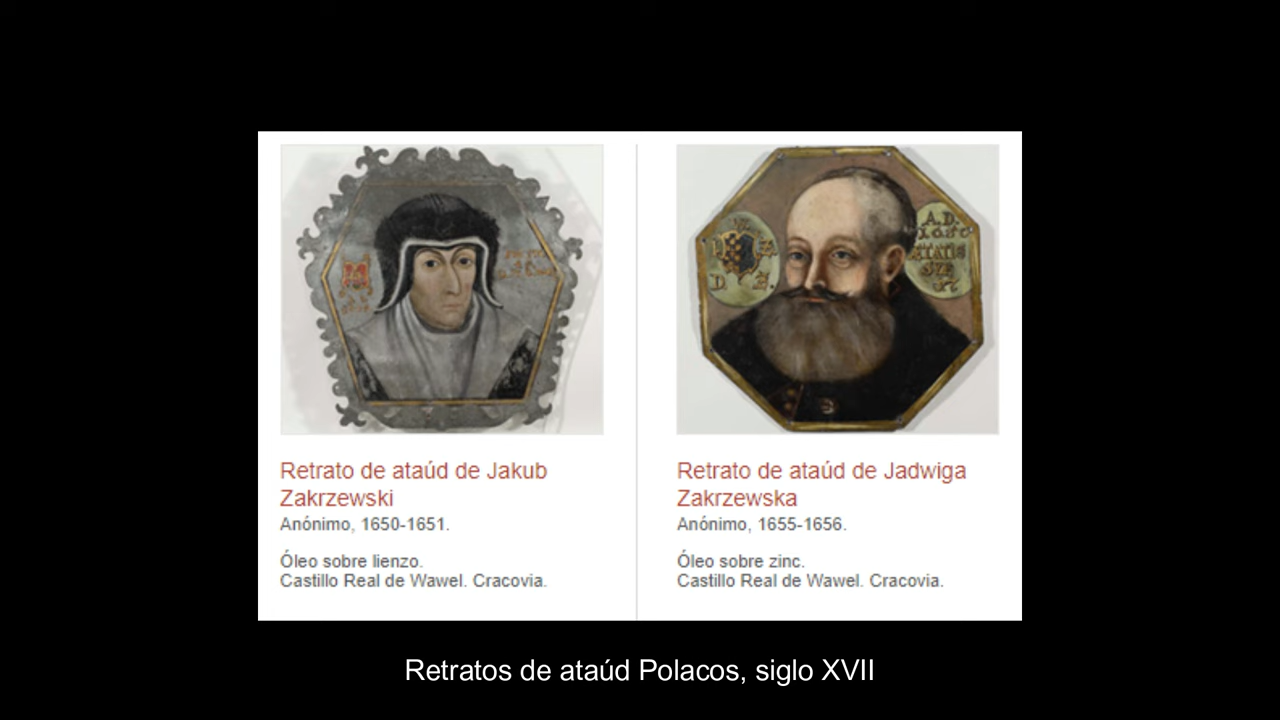 A.D.
Retrato de ataúd de Jakub
Zakrzewski
Anónimo, 1650-1651.
Óleo sobre lienzo.
Castillo Real de Wawel. Cracovia.
Retrato de ataúd de Jadwiga
Zakrzewska
Anónimo, 1655-1656.
Óleo sobre zinc.
Castillo Real de Wawel. Cracovia.
Retratos de ataúd Polacos, siglo XVII